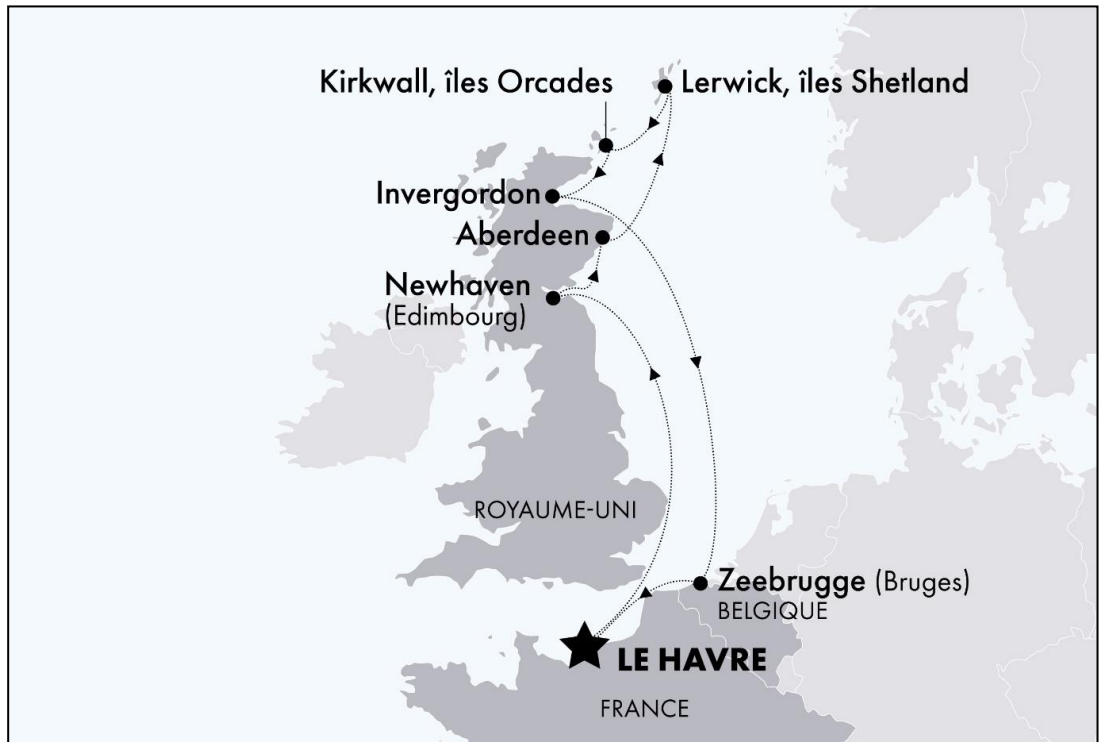 Kirkwall, îles Orcades
Lerwick, îles Shetland
Invergordon
Aberdeen
Newhaven
(Edimbourg)
ROYAUME-UNI
Zeebrugge (Bruges)
BELGIQUE
LE HAVRE
FRANCE